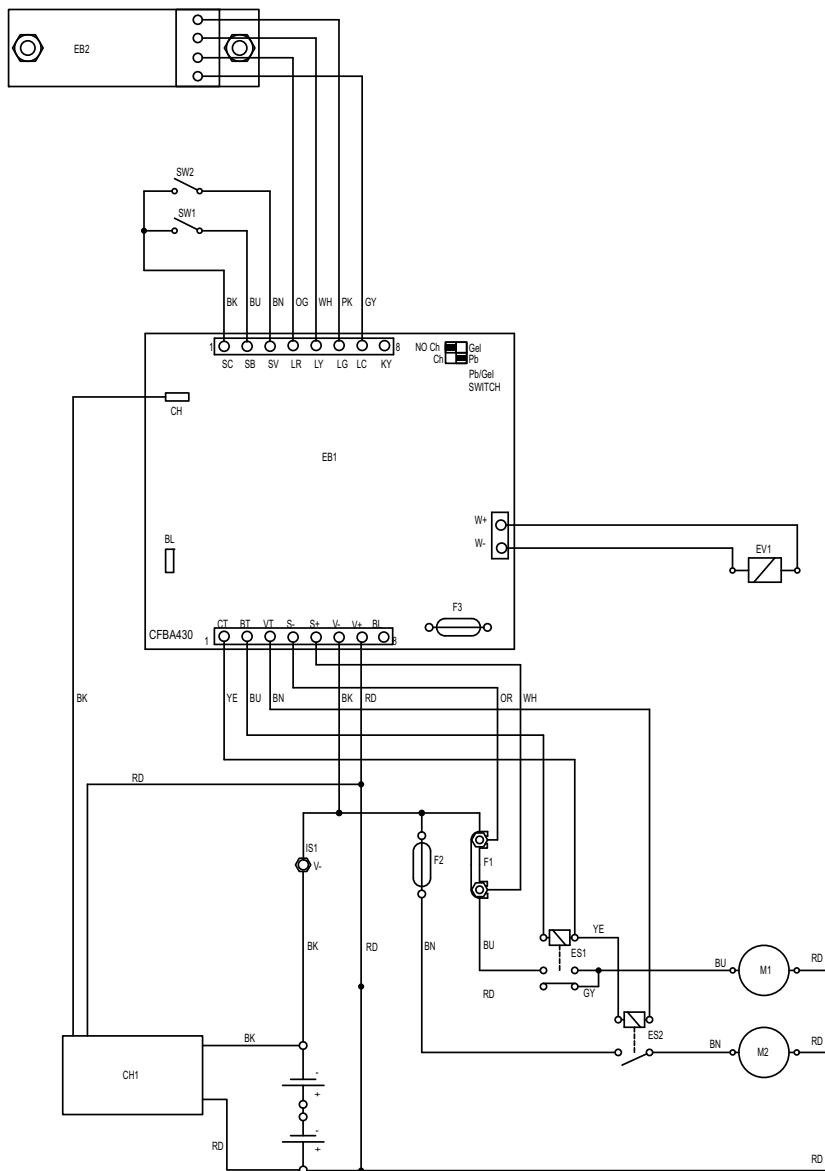 EB2
SW2
SW1
BK BU BN OG WH PK GY
1 8
SC SB SV LR LY LG LC KY
NO Ch Gel
Ch Pb
Pb/Gel
SWITCH
CH
EB1
W+
W-
EV1
BL
F3
CT BT VT S- S+ V- V+ BL
CFBA430
1 8
BK YE BU BN BK RD OR WH
RD
IS1
V-
F2
F1
YE
BK RD BN BU
ES1
BU M1 RD
RD GY
ES2
BK BN M2 RD
CH1
-
+
-
+
RD
RD